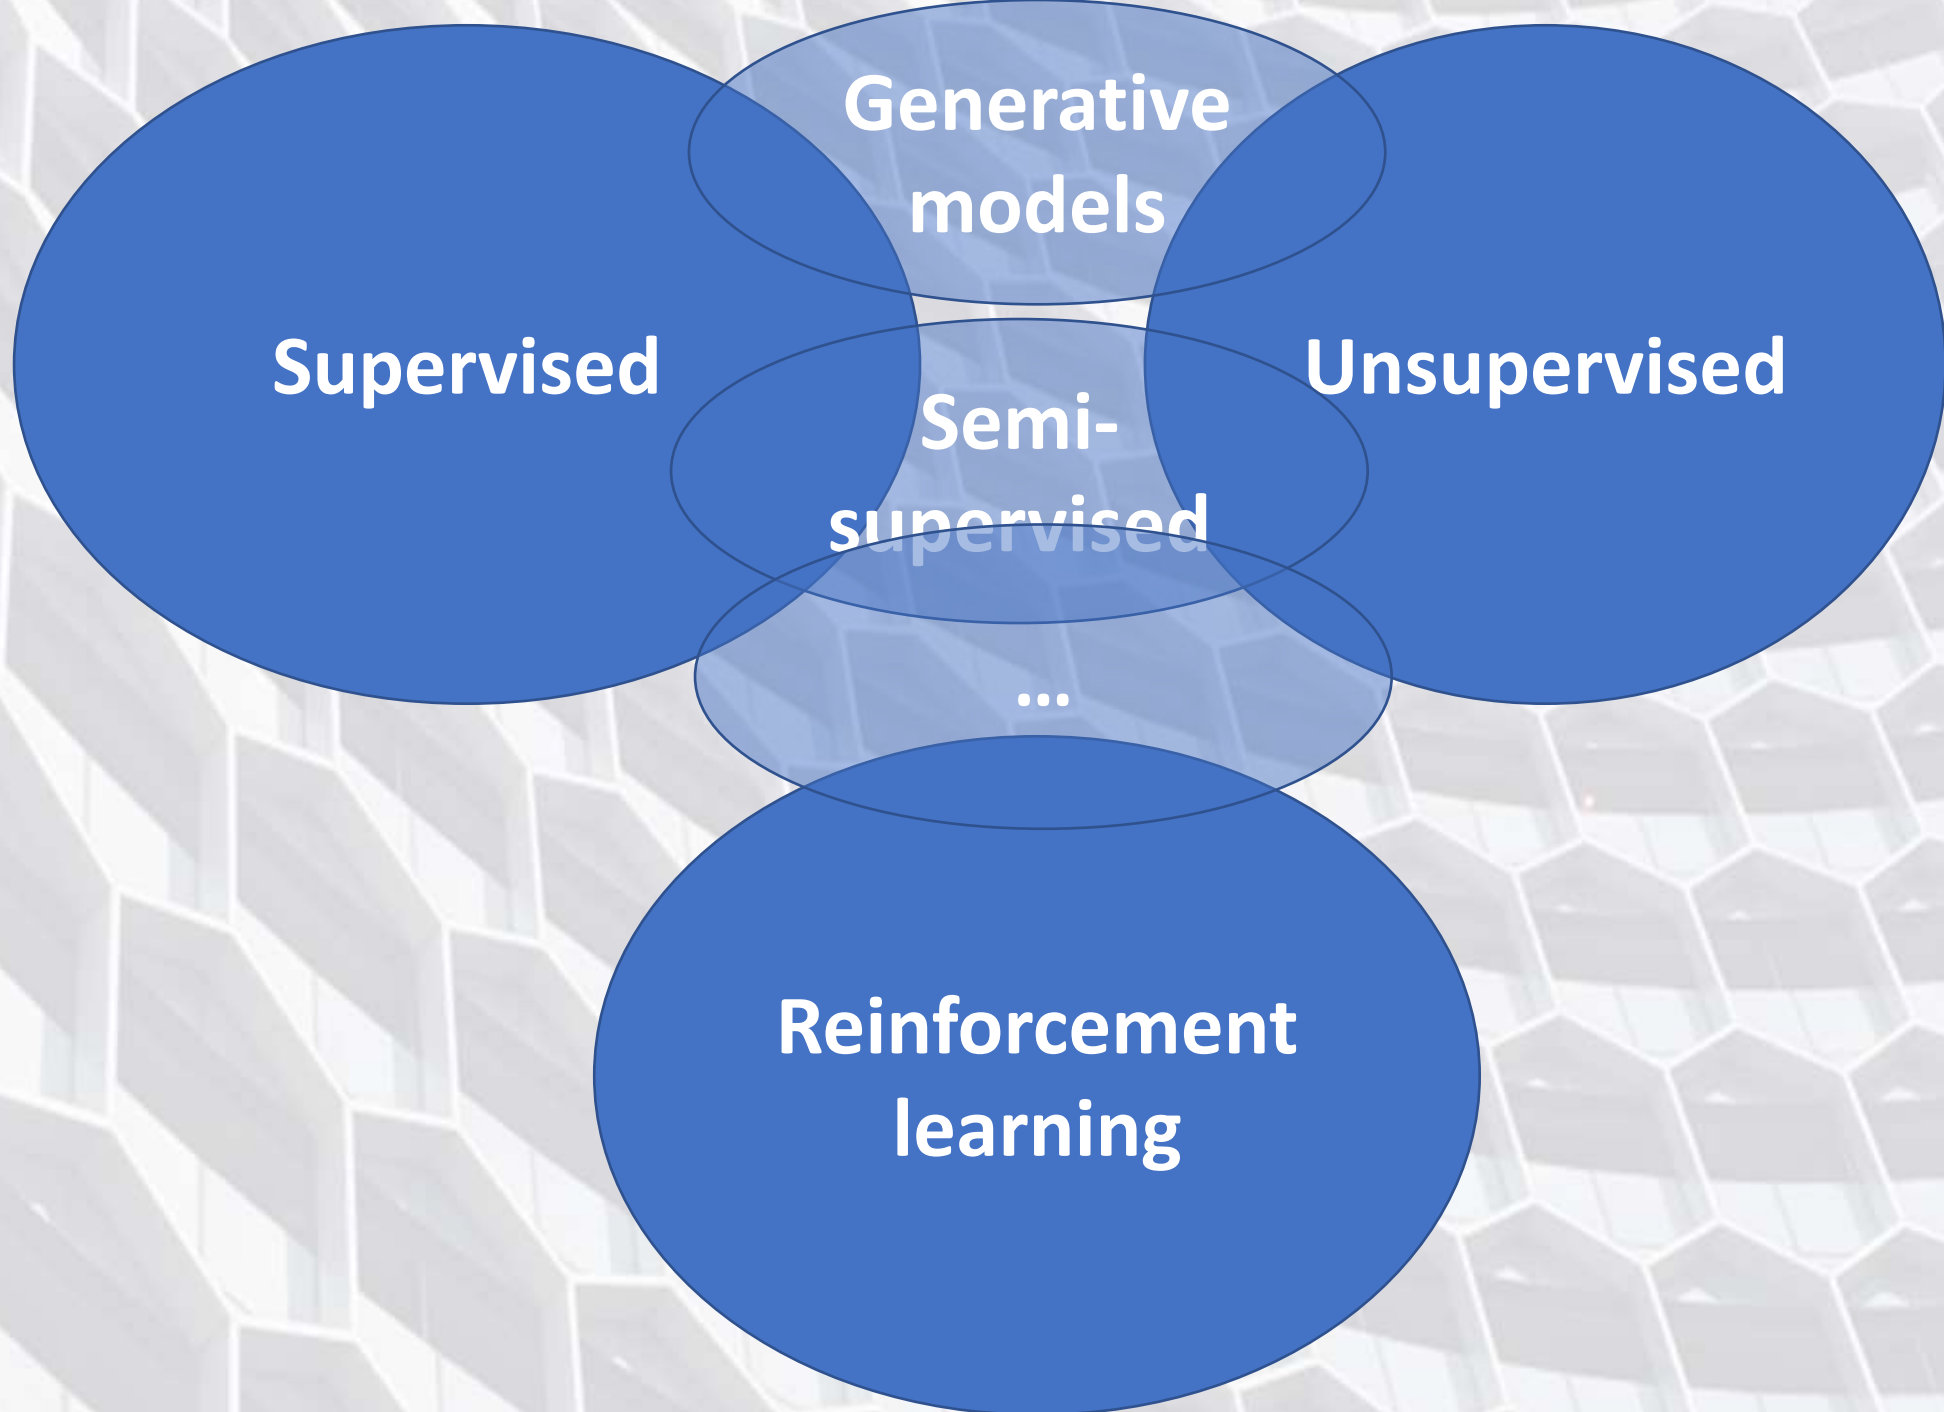 Generative
models
Supervised
Unsupervised
Semi-
supervised
...
Reinforcement
learning